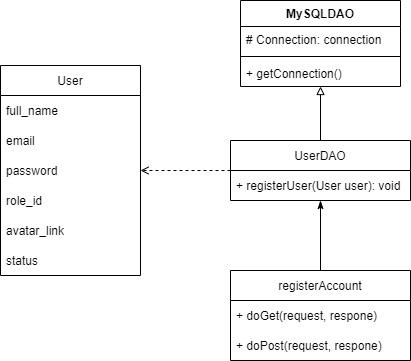 MySQLDAO
# Connection: connection
+ getConnection()
User
full_name
email
password
role_id
avatar_link
status
UserDAO
+ registerUser(User user): void
registerAccount
+ doGet(request, respone)
+ doPost(request, respone)